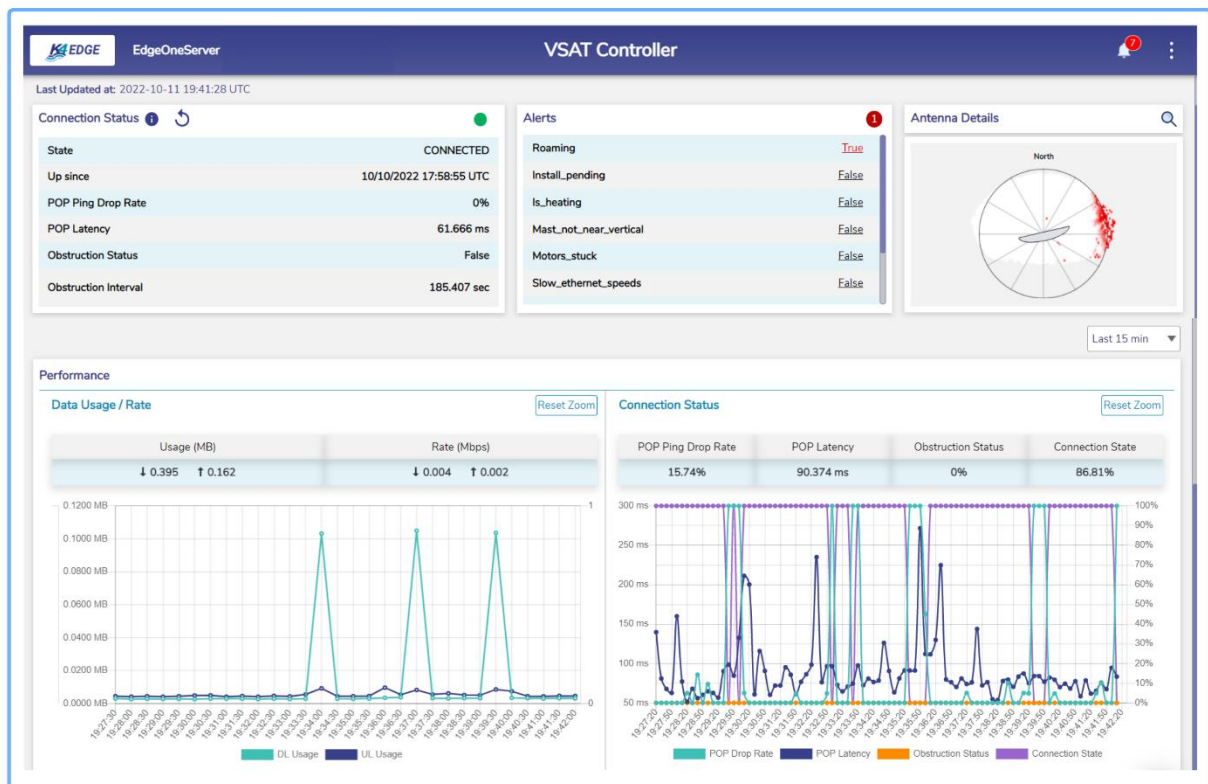 K4 EDGE EdgeOneServer VSAT Controller 7
Last Updated at: 2022-10-11 19:41:28 UTC
Connection Status
State CONNECTED
Up since 10/10/2022 17:58:55 UTC
POP Ping Drop Rate 0%
POP Latency 61.666 ms
Obstruction Status False
Obstruction Interval 185.407 sec
Alerts 1
Roaming True
Install_pending False
Is_heating False
Mast_not_near_vertical False
Motors_stuck False
Slow_ethernet_speeds False
Antenna Details
North
Last 15 min
Performance
Data Usage / Rate Reset Zoom
Usage (MB) Rate (Mbps)
↓ 0.395 ↑ 0.162 ↓ 0.004 ↑ 0.002
0.1200 MB 1
0.1000 MB
0.0800 MB
0.0600 MB
0.0400 MB
0.0200 MB
0.0000 MB 0
DL Usage UL Usage
Connection Status Reset Zoom
POP Ping Drop Rate POP Latency Obstruction Status Connection State
15.74% 90.374 ms 0% 86.81%
300 ms 100%
90%
250 ms 80%
70%
200 ms 60%
50%
150 ms 40%
30%
100 ms 20%
10%
50 ms 0%
POP Drop Rate POP Latency Obstruction Status Connection State